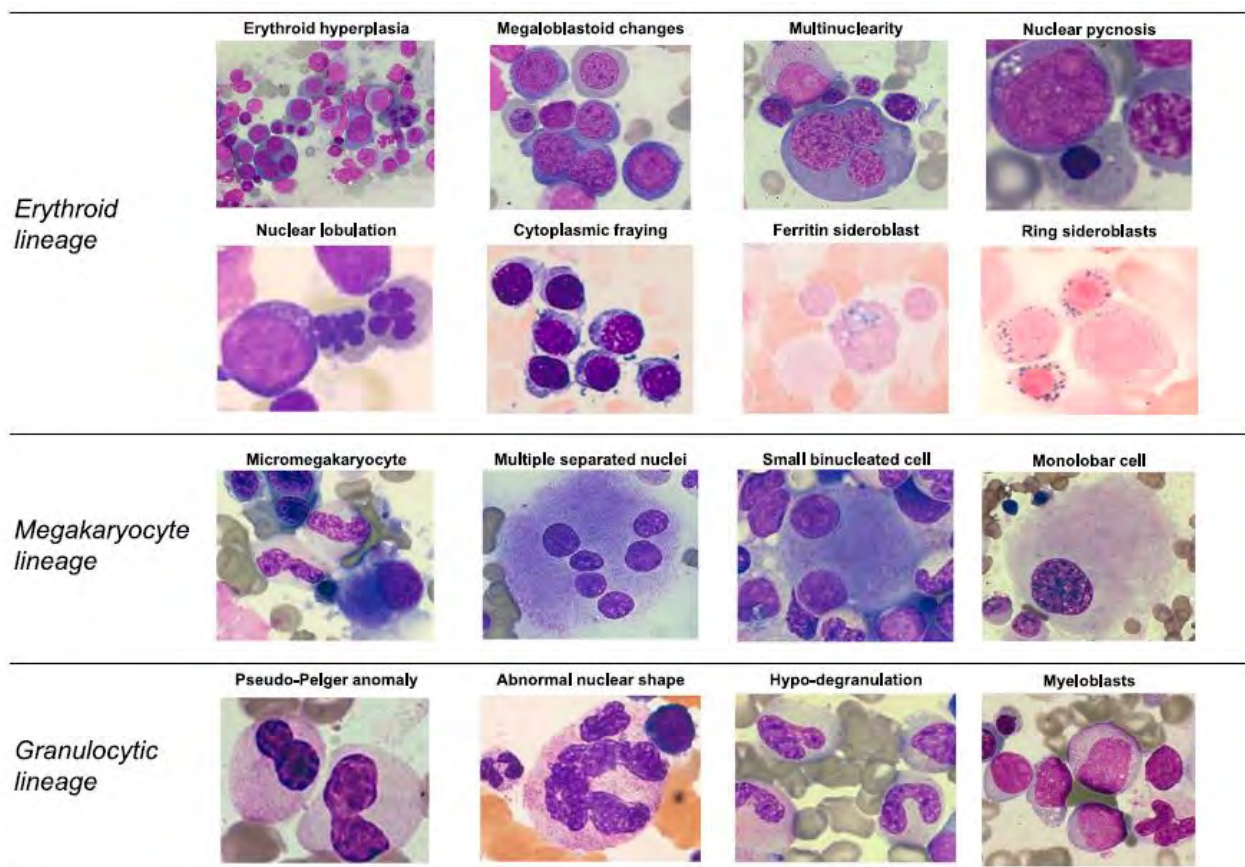 Erythroid hyperplasia
Megaloblastoid changes
Multinuclearity
Nuclear pycnosis
Erythroid
lineage
Nuclear lobulation
Cytoplasmic fraying
Ferritin sideroblast
Ring sideroblasts
Micromegakaryocyte
Multiple separated nuclei
Small binucleated cell
Monolobar cell
Megakaryocyte
lineage
Pseudo-Pelger anomaly
Abnormal nuclear shape
Hypo-degranulation
Myeloblasts
Granulocytic
lineage